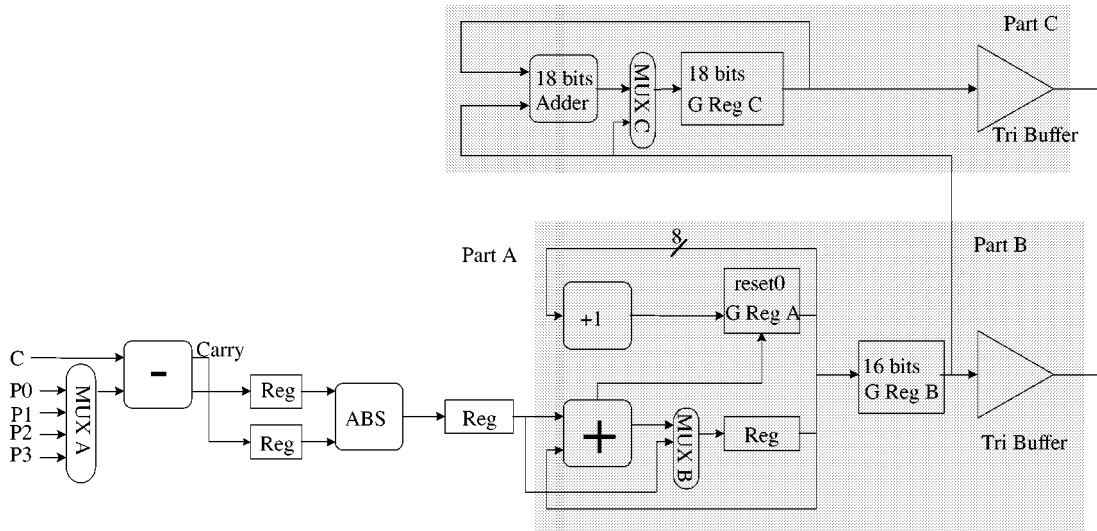 Part C
18 bits
Adder
MUX C
18 bits
G Reg C
Tri Buffer
Part A
8
Part B
+1
reset0
G Reg A
C
P0
P1
P2
P3
MUX A
-
Carry
Reg
Reg
ABS
Reg
+
MUX B
Reg
16 bits
G Reg B
Tri Buffer